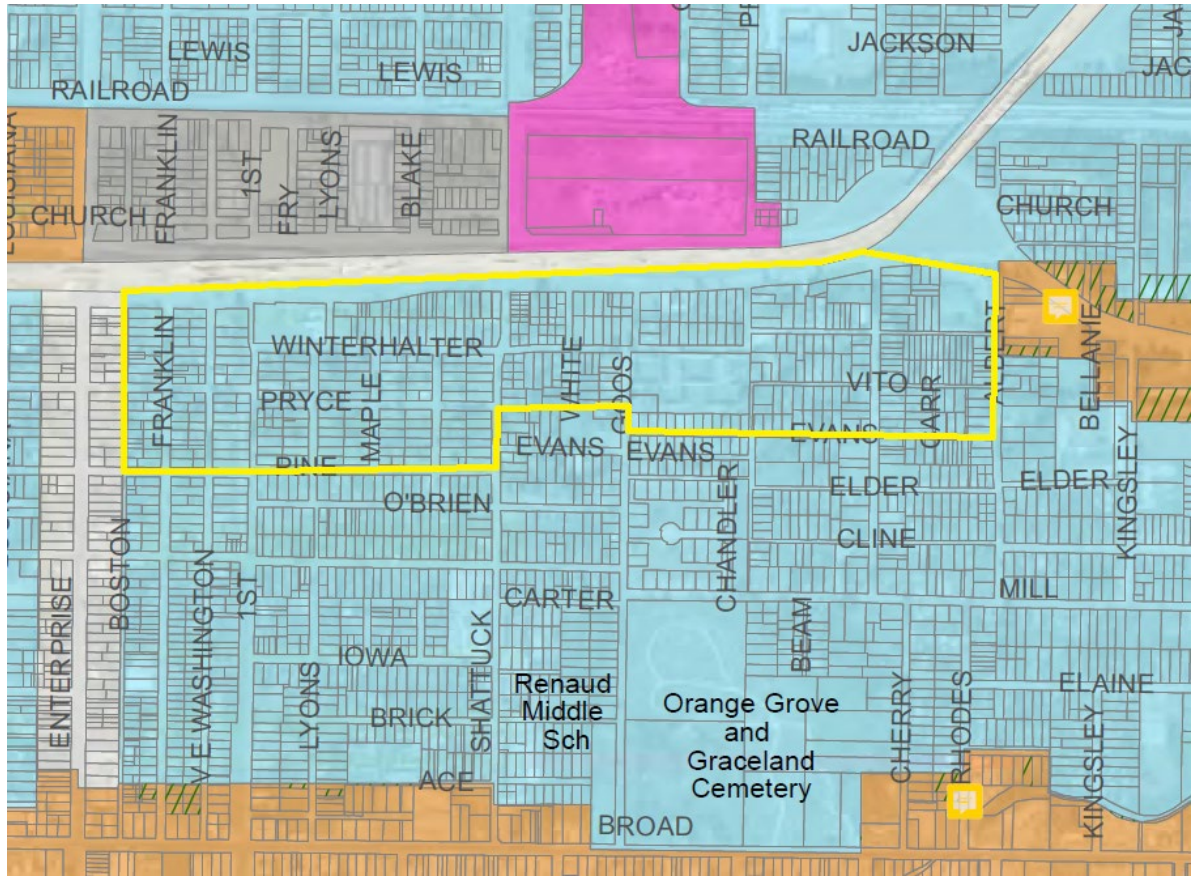 LEWIS
LEWIS
JACKSON
RAILROAD
RAILROAD
FRANKLIN
1ST
FRY
LYONS
BLAKE
CHURCH
CHURCH
FRANKLIN
WINTERHALTER
WHITE
GOOS
ALBERT
BELLANIE
PRYCE
MAPLE
VITO
CARR
EVANS
EVANS
EVANS
PINE
O'BRIEN
CHANDLER
ELDER
ELDER
KINGSLEY
CLINE
BOSTON
ENTERPRISE
V E WASHINGTON
1ST
CARTER
MILL
SHATTUCK
IOWA
BEAM
LYONS
BRICK
Renaud
Middle
Sch
Orange Grove
and
Graceland
Cemetery
CHERRY
RHODES
ELAINE
KINGSLEY
ACE
BROAD